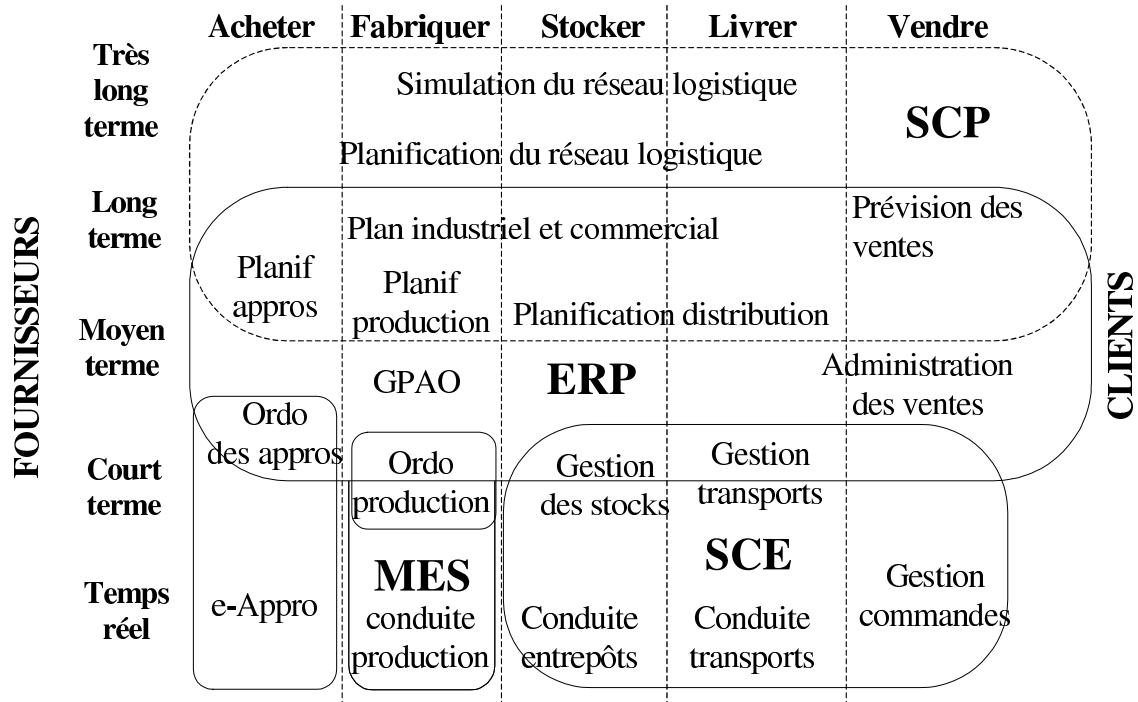 Acheter Fabriquer Stocker Livrer Vendre
Très
long
terme
Simulation du réseau logistique
SCP
Planification du réseau logistique
Long
terme
Plan industriel et commercial
Prévision des
ventes
FOURNISSEURS
CLIENTS
Planif
appros
Planif
production
Planification distribution
Moyen
terme
GPAO
ERP
Administration
des ventes
Ordo
des appros
Court
terme
Ordo
production
Gestion
des stocks
Gestion
transports
MES
SCE
Temps
réel
e-Appro
conduite
production
Conduite
entrepôts
Conduite
transports
Gestion
commandes